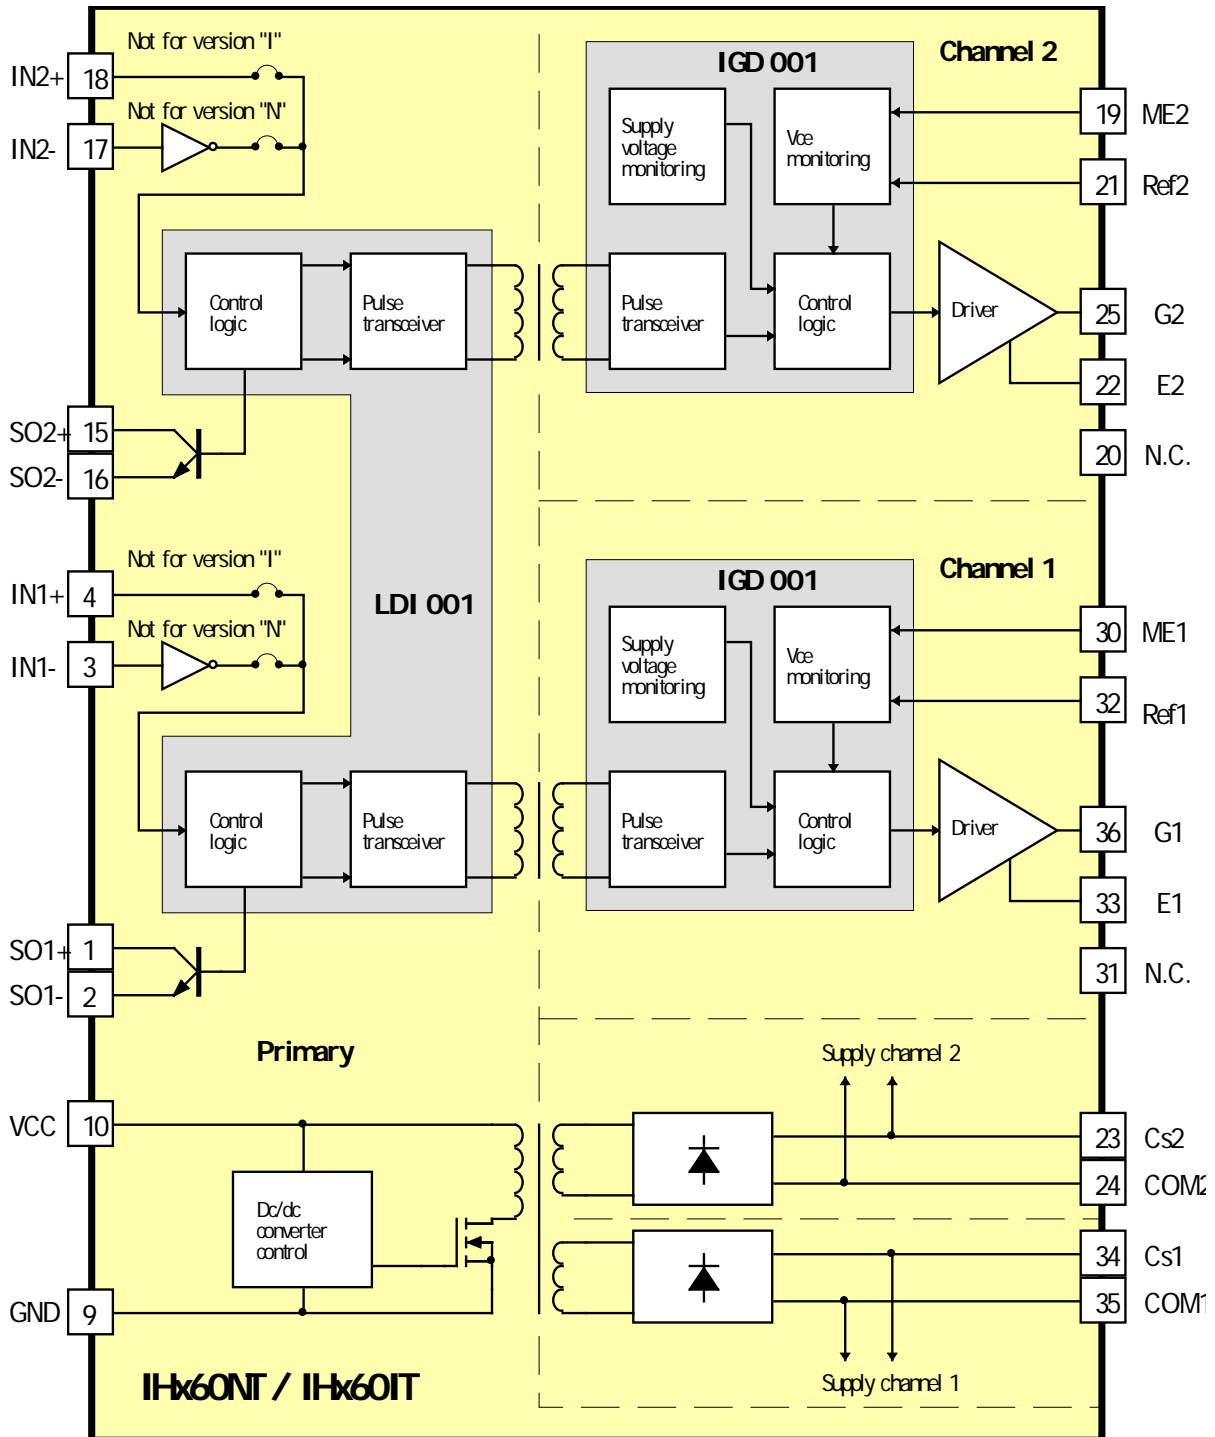 Not for version "I"
IN2+ 18
Not for version "N"
IN2- 17
IGD 001
Channel 2
Supply
voltage
monitoring
Vce
monitoring
19 ME2
21 Ref2
Control
logic
Pulse
transceiver
Pulse
transceiver
Control
logic
Driver
25 G2
22 E2
SO2+ 15
SO2- 16
20 N.C.
Not for version "I"
IN1+ 4
Not for version "N"
IN1- 3
LDI 001
IGD 001
Channel 1
Supply
voltage
monitoring
Vce
monitoring
30 ME1
32 Ref1
Control
logic
Pulse
transceiver
Pulse
transceiver
Control
logic
Driver
36 G1
33 E1
SO1+ 1
SO1- 2
31 N.C.
Primary
Supply channel 2
VCC 10
23 Cs2
24 COM2
Dc/dc
converter
control
34 Cs1
35 COM1
GND 9
Supply channel 1
IHx60NT / IHx60IT